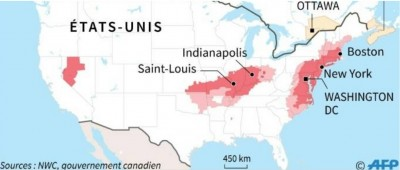 OTTAWA
ÉTATS-UNIS
Indianapolis
Boston
Saint-Louis
New York
WASHINGTON
DC
450 km
Sources : NWC, gouvernement canadien
© AFP